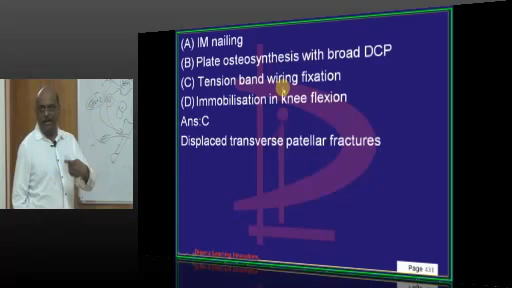 (A) IM nailing
(B) Plate osteosynthesis with broad DCP
(C) Tension band wiring fixation
(D) Immobilisation in knee flexion
Ans:C
Displaced transverse patellar fractures
Page 431